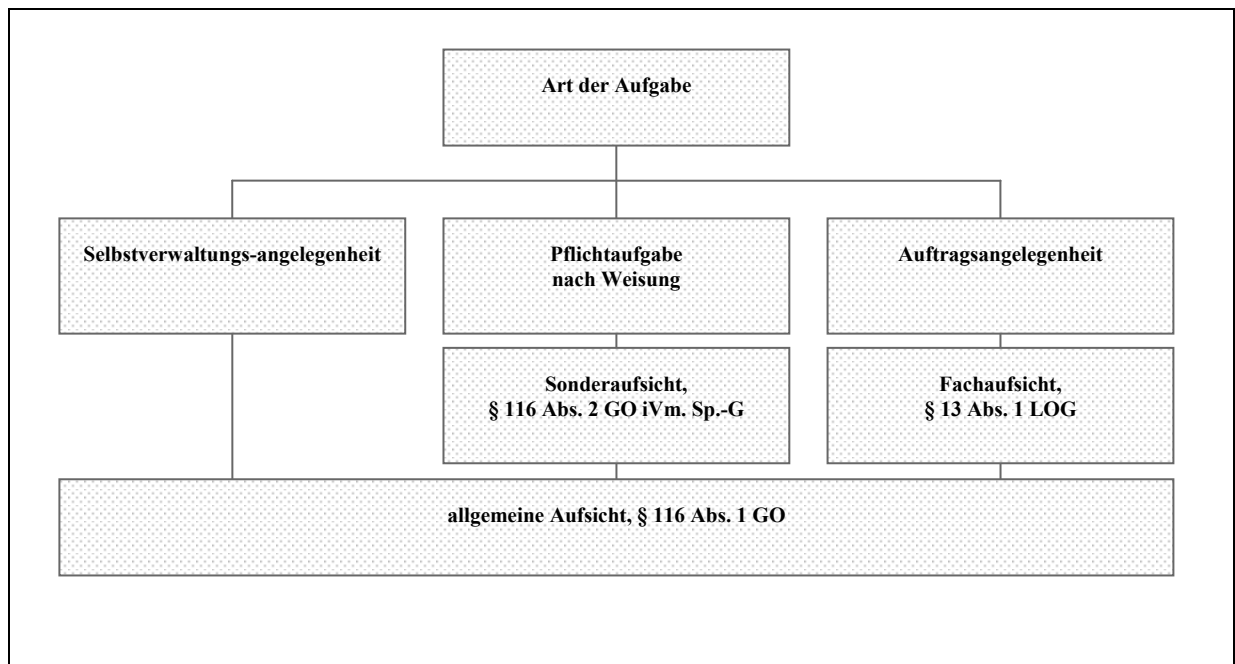 Art der Aufgabe
Selbstverwaltungs-angelegenheit
Pflichtaufgabe
nach Weisung
Auftragsangelegenheit
Sonderaufsicht,
§ 116 Abs. 2 GO iVm. Sp.-G
Fachaufsicht,
§ 13 Abs. 1 LOG
allgemeine Aufsicht, § 116 Abs. 1 GO